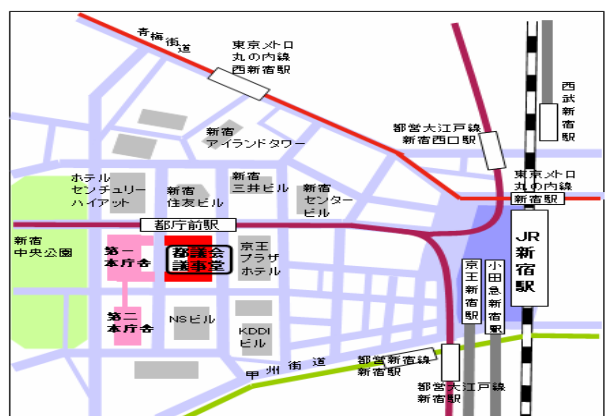 青梅街道
東京メトロ
丸の内線
西新宿駅
西武新宿駅
都営大江戸線
新宿西口駅
新宿
アイランドタワー
東京メトロ
丸の内線
新宿駅
ホテル
センチュリー
ハイアット
新宿
住友ビル
新宿
三井ビル
新宿
センター
ビル
都庁前駅
新宿
中央公園
第一
本庁舎
都議会
議事堂
京王
プラザ
ホテル
JR新宿駅
京王新宿駅
小田急新宿駅
第二
本庁舎
NSビル
KDDI
ビル
甲州街道
都営新宿線
新宿駅
都営大江戸線
新宿駅